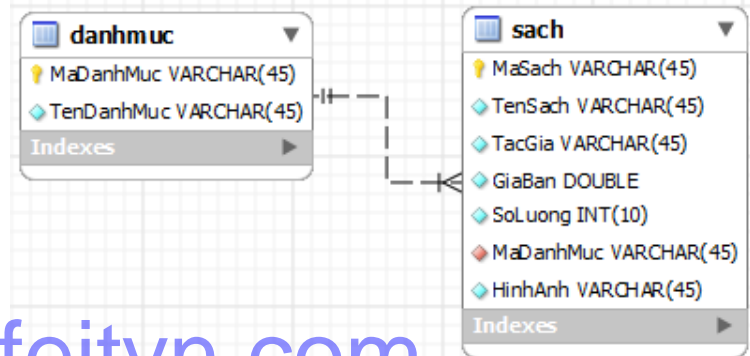 danhmuc
MaDanhMuc VARCHAR(45)
TenDanhMuc VARCHAR(45)
Indexes
sach
MaSach VARCHAR(45)
TenSach VARCHAR(45)
TacGia VARCHAR(45)
GiaBan DOUBLE
SoLuong INT(10)
MaDanhMuc VARCHAR(45)
HinhAnh VARCHAR(45)
Indexes